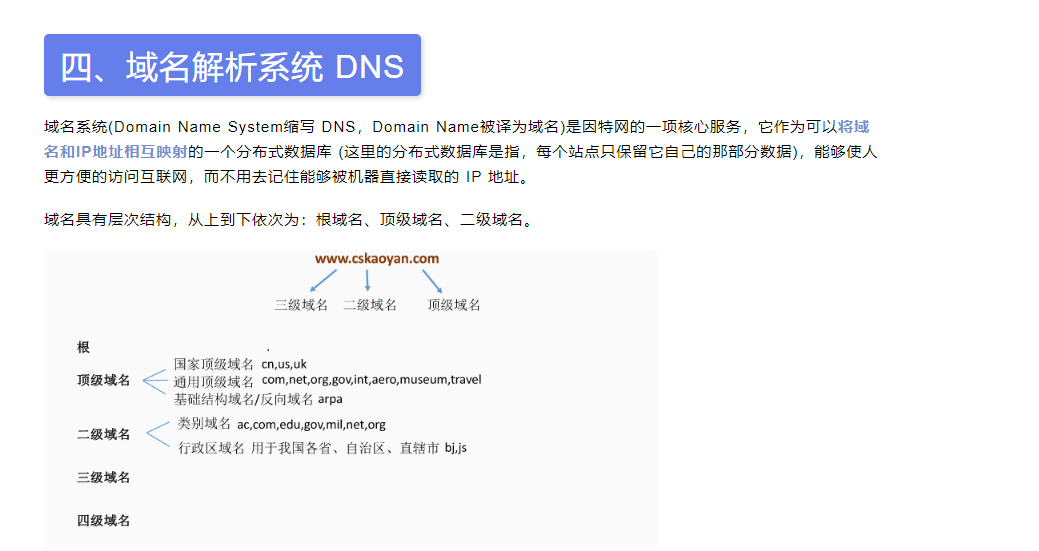 四、域名解析系统 DNS
域名系统(Domain Name System缩写 DNS，Domain Name被译为域名)是因特网的一项核心服务，它作为可以将域
名和IP地址相互映射的一个分布式数据库 (这里的分布式数据库是指，每个站点只保留它自己的那部分数据)，能够使人
更方便的访问互联网，而不用去记住能够被机器直接读取的 IP 地址。
域名具有层次结构，从上到下依次为：根域名、顶级域名、二级域名。
www.cskaoyan.com
三级域名 二级域名 顶级域名
根 .
国家顶级域名 cn,us,uk
顶级域名 通用顶级域名 com,net,org,gov,int,aero,museum,travel
基础结构域名/反向域名 arpa
类别域名 ac,com,edu,gov,mil,net,org
二级域名
行政区域名 用于我国各省、自治区、直辖市 bj,js
三级域名
四级域名